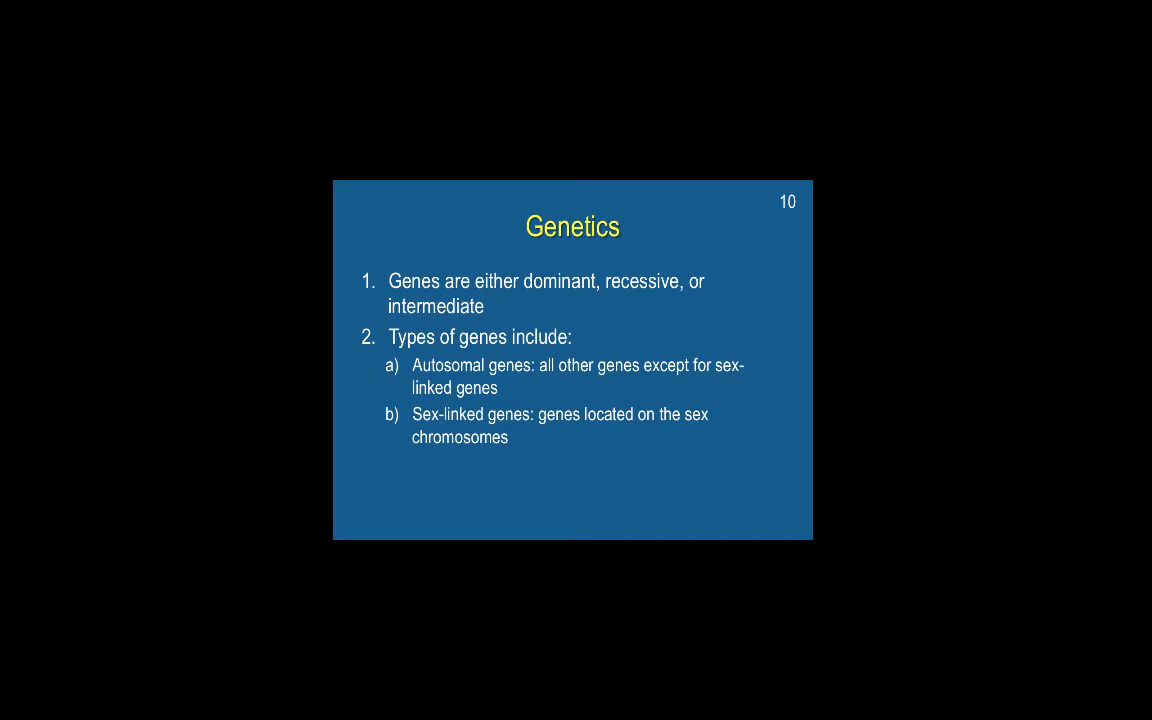 10
Genetics
1. Genes are either dominant, recessive, or
intermediate
2. Types of genes include:
a) Autosomal genes: all other genes except for sex-
linked genes
b) Sex-linked genes: genes located on the sex
chromosomes